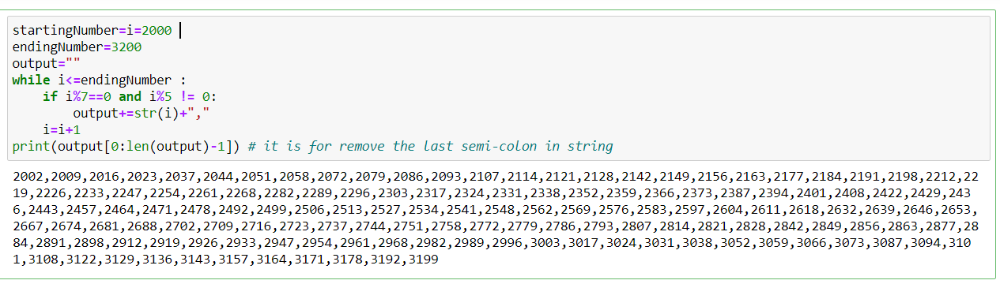 startingNumber=i=2000
endingNumber=3200
output=""
while i<=endingNumber :
    if i%7==0 and i%5 != 0:
        output+=str(i)+","
    i=i+1
print(output[0:len(output)-1]) # it is for remove the last semi-colon in string
2002,2009,2016,2023,2037,2044,2051,2058,2072,2079,2086,2093,2107,2114,2121,2128,2142,2149,2156,2163,2177,2184,2191,2198,2212,22
19,2226,2233,2247,2254,2261,2268,2282,2289,2296,2303,2317,2324,2331,2338,2352,2359,2366,2373,2387,2394,2401,2408,2422,2429,243
6,2443,2457,2464,2471,2478,2492,2499,2506,2513,2527,2534,2541,2548,2562,2569,2576,2583,2597,2604,2611,2618,2632,2639,2646,2653,
2667,2674,2681,2688,2702,2709,2716,2723,2737,2744,2751,2758,2772,2779,2786,2793,2807,2814,2821,2828,2842,2849,2856,2863,2877,28
84,2891,2898,2912,2919,2926,2933,2947,2954,2961,2968,2982,2989,2996,3003,3017,3024,3031,3038,3052,3059,3066,3073,3087,3094,310
1,3108,3122,3129,3136,3143,3157,3164,3171,3178,3192,3199